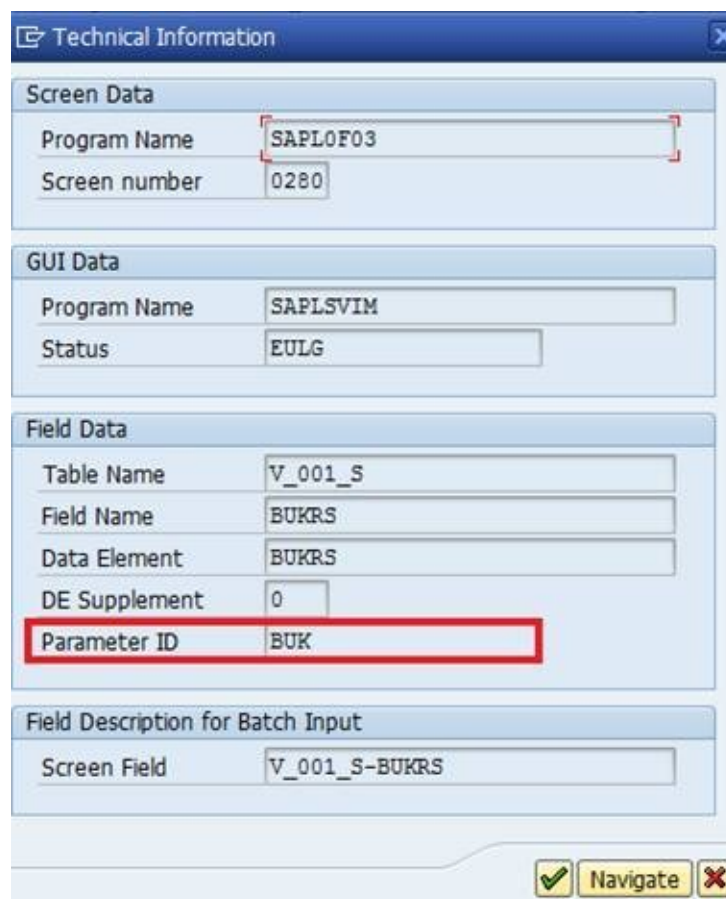 Technical Information
Screen Data
Program Name SAPL0F03
Screen number 0280
GUI Data
Program Name SAPLSVIM
Status EULG
Field Data
Table Name V_001_S
Field Name BUKRS
Data Element BUKRS
DE Supplement 0
Parameter ID BUK
Field Description for Batch Input
Screen Field V_001_S-BUKRS
Navigate